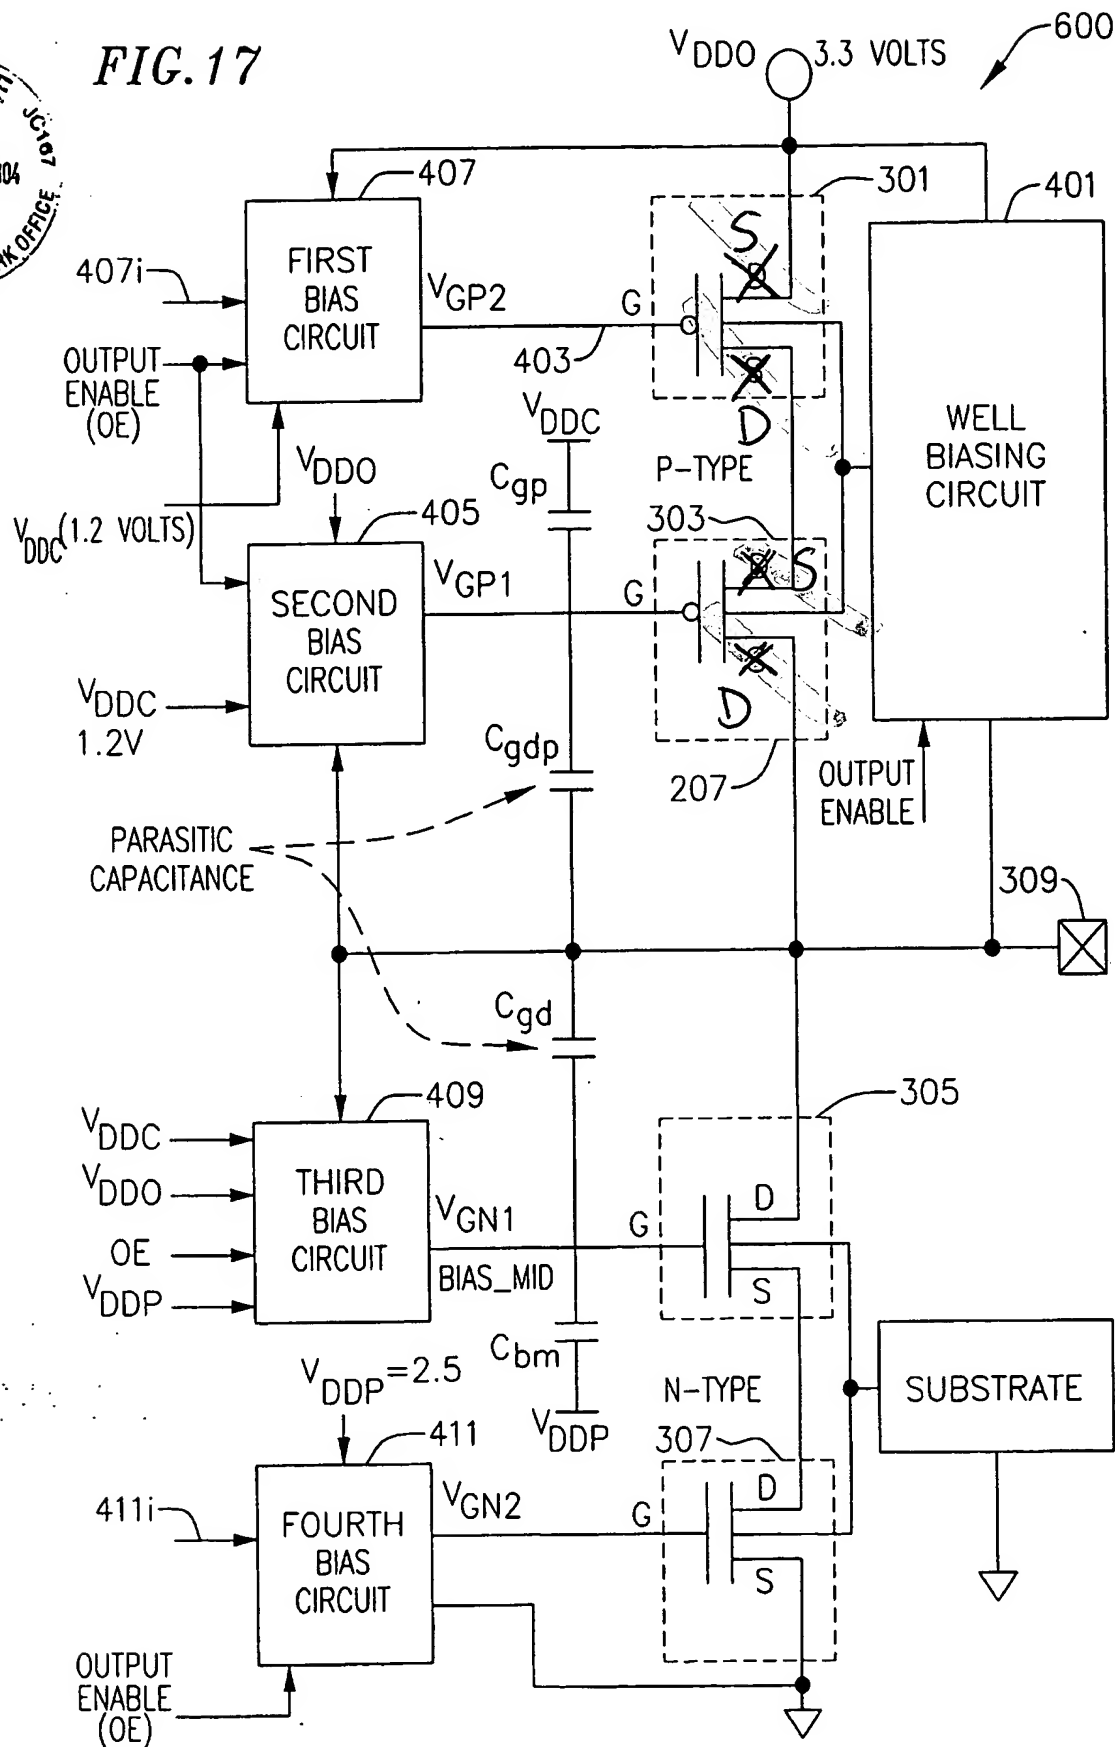 FIG. 17
600
VDDO 3.3 VOLTS
JC167
04
OFFICE
407
301
401
407i
FIRST
BIAS
CIRCUIT
VGP2
G
S
D
403
OUTPUT
ENABLE
(OE)
VDDC
WELL
BIASING
CIRCUIT
VDDO
Cgp
P-TYPE
VDDC (1.2 VOLTS)
405
303
SECOND
BIAS
CIRCUIT
VGP1
G
S
D
VDDC
1.2V
Cgdp
207
OUTPUT
ENABLE
PARASITIC
CAPACITANCE
309
Cgd
409
305
VDDC
VDDO
OE
VDDP
THIRD
BIAS
CIRCUIT
VGN1
BIAS_MID
G
D
S
Cbm
VDDP=2.5
N-TYPE
SUBSTRATE
VDDP
411
307
411i
FOURTH
BIAS
CIRCUIT
VGN2
G
D
S
OUTPUT
ENABLE
(OE)